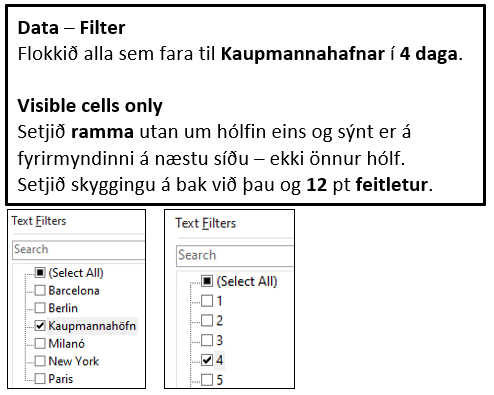 Data – Filter
Flokkið alla sem fara til Kaupmannahafnar í 4 daga.
Visible cells only
Setjið ramma utan um hólfin eins og sýnt er á
fyrirmyndinni á næstu síðu – ekki önnur hólf.
Setjið skyggingu á bak við þau og 12 pt feitletur.
Text Filters
Search
(Select All)
Barcelona
Berlin
Kaupmannahöfn
Milanó
New York
Paris
Text Filters
Search
(Select All)
1
2
3
4
5